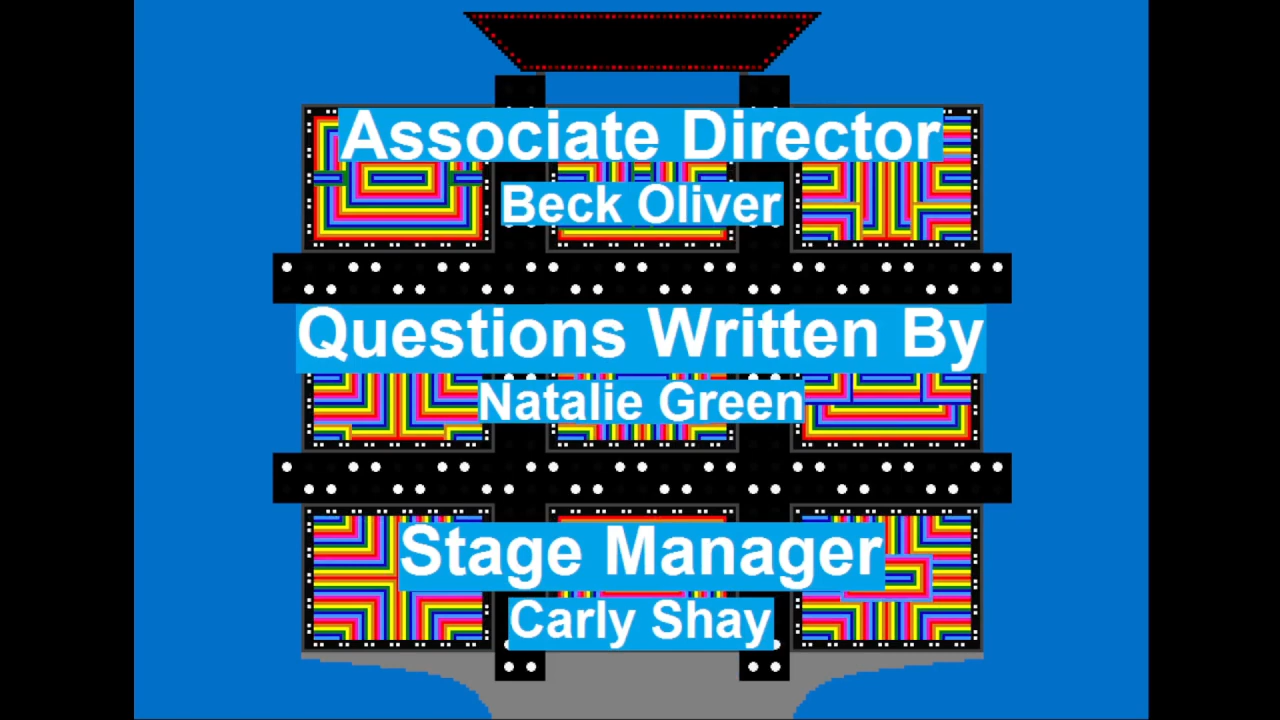 Associate Director
Beck Oliver
Questions Written By
Natalie Green
Stage Manager
Carly Shay